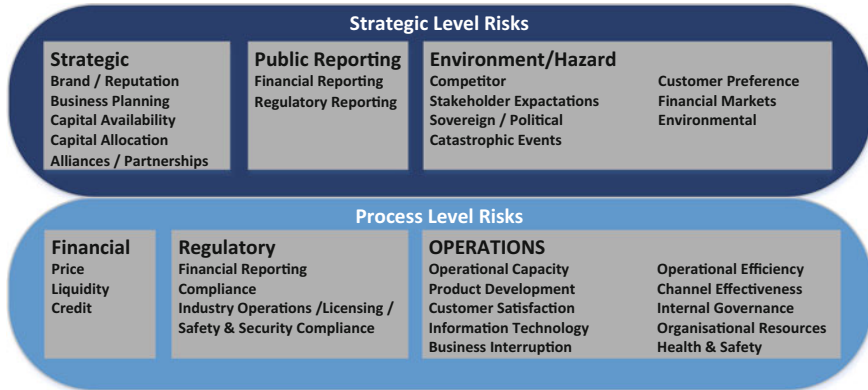 Strategic Level Risks
Strategic
Brand / Reputation
Business Planning
Capital Availability
Capital Allocation
Alliances / Partnerships
Public Reporting
Financial Reporting
Regulatory Reporting
Environment/Hazard
Competitor
Stakeholder Expactations
Sovereign / Political
Catastrophic Events
Customer Preference
Financial Markets
Environmental
Process Level Risks
Financial
Price
Liquidity
Credit
Regulatory
Financial Reporting
Compliance
Industry Operations /Licensing /
Safety & Security Compliance
OPERATIONS
Operational Capacity
Product Development
Customer Satisfaction
Information Technology
Business Interruption
Operational Efficiency
Channel Effectiveness
Internal Governance
Organisational Resources
Health & Safety